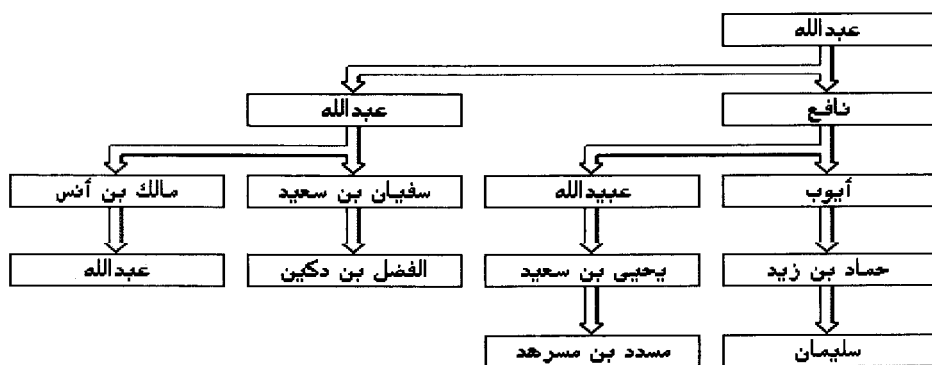 عبدالله
نافع
عبدالله
أيوب
عبيدالله
سفيان بن سعيد
مالك بن أنس
حماد بن زيد
يحيى بن سعيد
الفضل بن دكين
عبدالله
سليمان
مسدد بن مسرهد